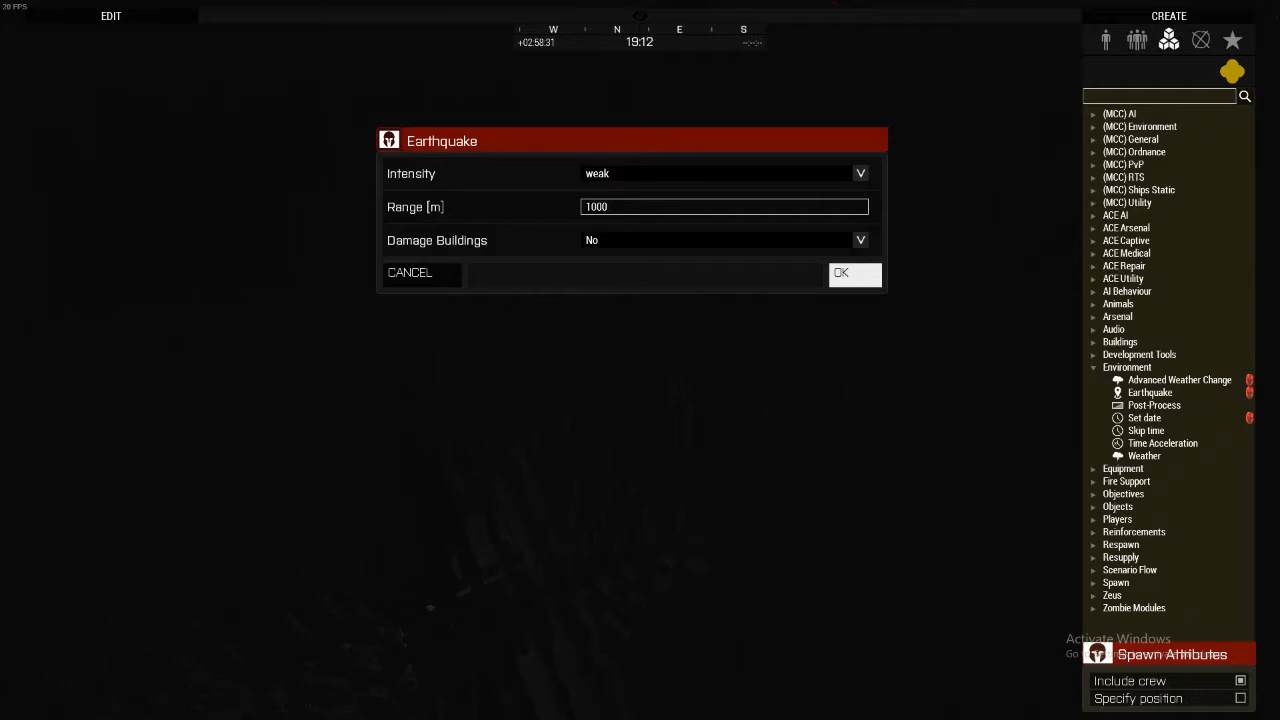 20 FPS
EDIT
CREATE
W N E S
+02.58.31 19:12 --:--:--
Earthquake
Intensity weak
Range [m] 1000
Damage Buildings No
CANCEL OK
(MCC) AI
(MCC) Environment
(MCC) General
(MCC) Ordnance
(MCC) PvP
(MCC) RTS
(MCC) Ships Static
(MCC) Utility
ACE AI
ACE Arsenal
ACE Captive
ACE Medical
ACE Repair
ACE Utility
AI Behaviour
Animals
Arsenal
Audio
Buildings
Development Tools
Environment
Advanced Weather Change
Earthquake
Post-Process
Set date
Skip time
Time Acceleration
Weather
Equipment
Fire Support
Objectives
Objects
Players
Reinforcements
Respawn
Resupply
Scenario Flow
Spawn
Zeus
Zombie Modules
Activate Windows
Spawn Attributes
Include crew
Specify position